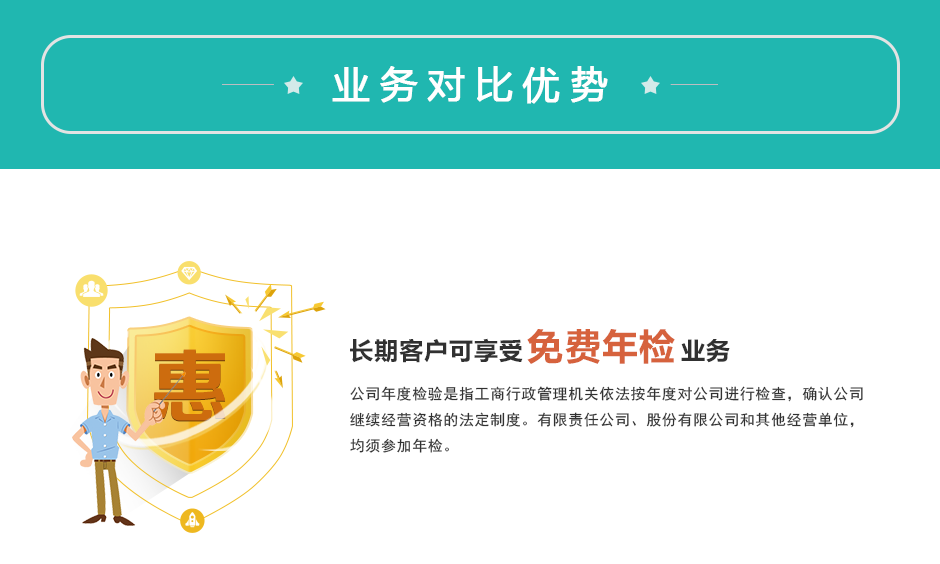 业务对比优势
惠
长期客户可享受免费年检业务
公司年度检验是指工商行政管理机关依法按年度对公司进行检查，确认公司
继续经营资格的法定制度。有限责任公司、股份有限公司和其他经营单位，
均须参加年检。